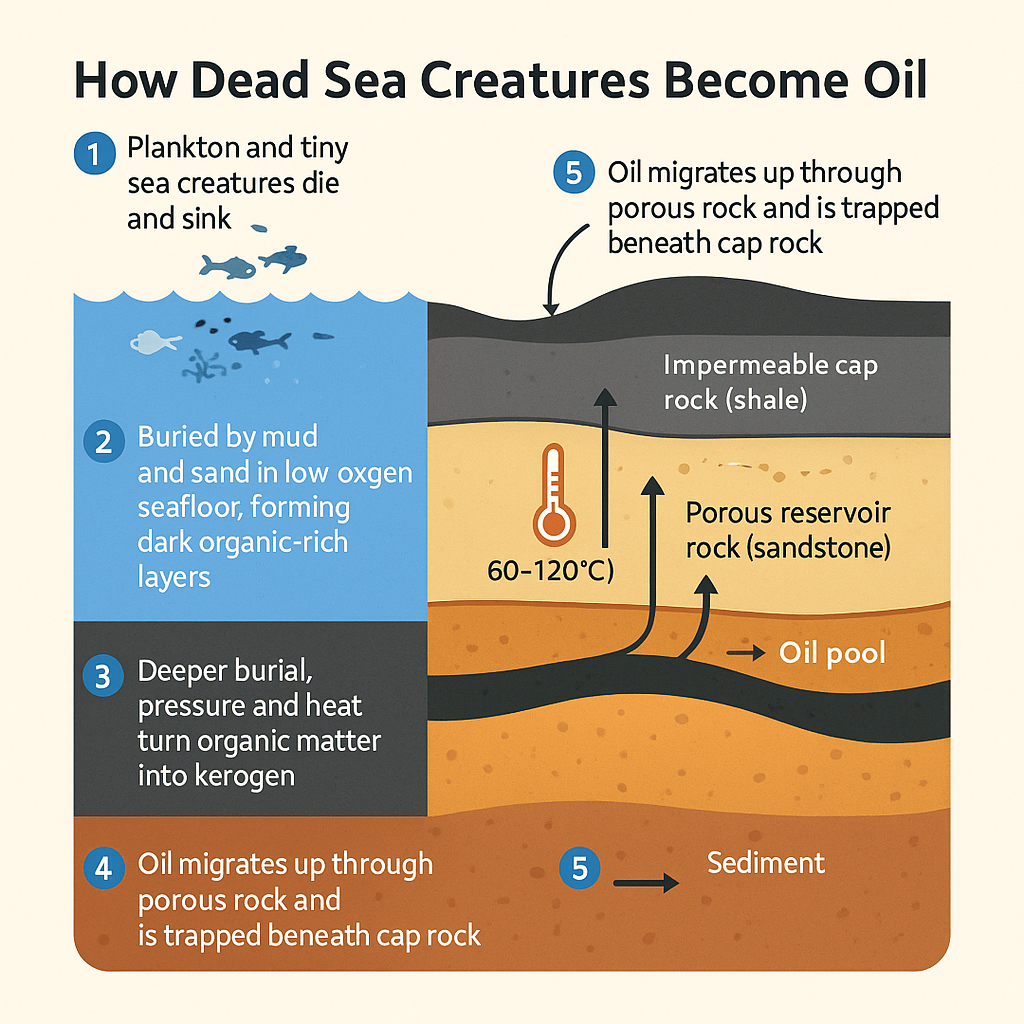 How Dead Sea Creatures Become Oil
1 Plankton and tiny
sea creatures die
and sink
5 Oil migrates up through
porous rock and is trapped
beneath cap rock
Impermeable cap
rock (shale)
2 Buried by mud
and sand in low oxgen
seafloor, forming
dark organic-rich
layers
60–120°C)
Porous reservoir
rock (sandstone)
Oil pool
3 Deeper burial,
pressure and heat
turn organic matter
into kerogen
4 Oil migrates up through
porous rock and
is trapped beneath cap rock
5
Sediment